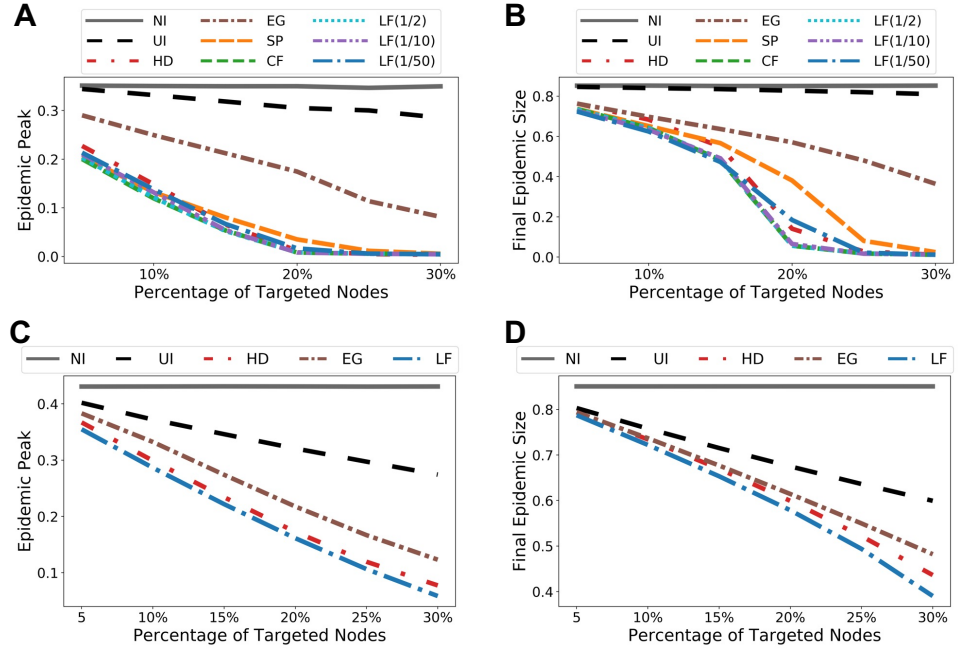 A
NI EG LF(1/2)
UI SP LF(1/10)
HD CF LF(1/50)
Epidemic Peak
0.3
0.2
0.1
0.0
10% 20% 30%
Percentage of Targeted Nodes
B
NI EG LF(1/2)
UI SP LF(1/10)
HD CF LF(1/50)
Final Epidemic Size
0.8
0.6
0.4
0.2
0.0
10% 20% 30%
Percentage of Targeted Nodes
C
NI UI HD EG LF
Epidemic Peak
0.4
0.3
0.2
0.1
5 10% 15% 20% 25% 30%
Percentage of Targeted Nodes
D
NI UI HD EG LF
Final Epidemic Size
0.8
0.7
0.6
0.5
0.4
5 10% 15% 20% 25% 30%
Percentage of Targeted Nodes